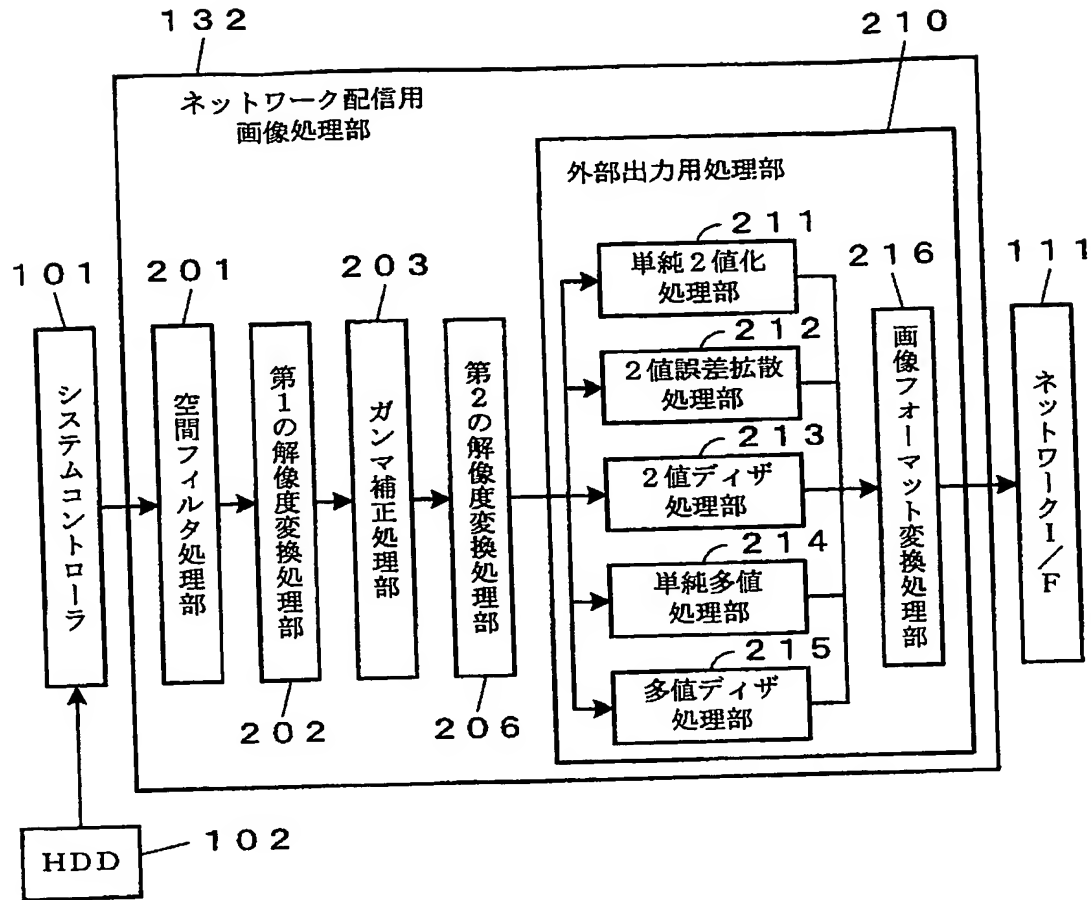 １３２
２１０
ネットワーク配信用
画像処理部
外部出力用処理部
１０１
２０１
２０３
２１１
２１６
１１１
システムコントローラ
空間フィルタ処理部
第1の解像度変換処理部
ガンマ補正処理部
第2の解像度変換処理部
単純２値化
処理部
２１２
２値誤差拡散
処理部
２１３
２値ディザ
処理部
２１４
単純多値
処理部
２１５
多値ディザ
処理部
画像フォーマット変換処理部
ネットワークI／F
２０２
２０６
HDD
１０２